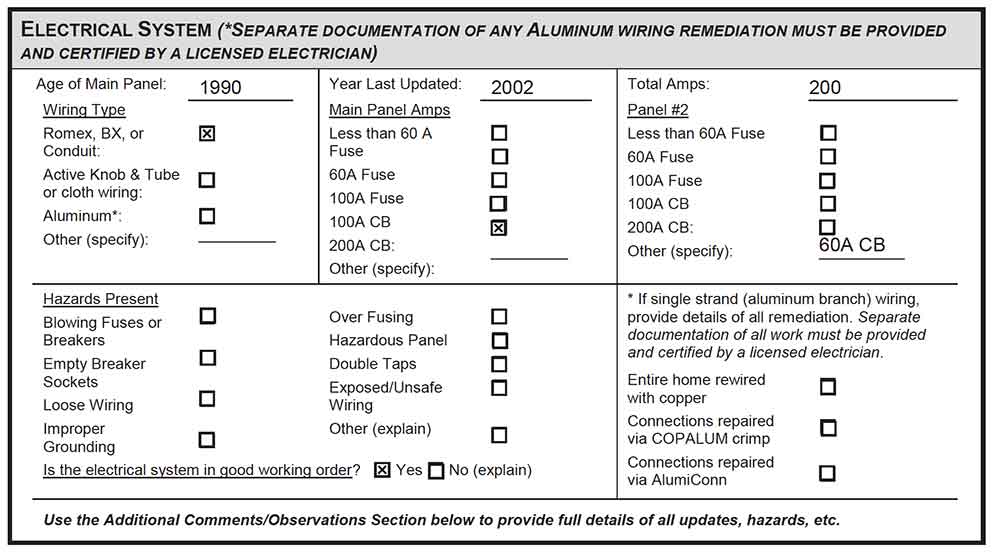 ELECTRICAL SYSTEM (*SEPARATE DOCUMENTATION OF ANY ALUMINUM WIRING REMEDIATION MUST BE PROVIDED
AND CERTIFIED BY A LICENSED ELECTRICIAN)
Age of Main Panel: 1990
Wiring Type
Romex, BX, or ☒
Conduit:
Active Knob & Tube ☐
or cloth wiring:
Aluminum*: ☐
Other (specify):
Year Last Updated: 2002
Main Panel Amps
Less than 60 A ☐
Fuse ☐
60A Fuse ☐
100A Fuse ☐
100A CB ☒
200A CB:
Other (specify):
Total Amps: 200
Panel #2
Less than 60A Fuse ☐
60A Fuse ☐
100A Fuse ☐
100A CB ☐
200A CB: ☐
Other (specify): 60A CB
Hazards Present
Blowing Fuses or ☐
Breakers
Empty Breaker ☐
Sockets
Loose Wiring ☐
Improper ☐
Grounding
Over Fusing ☐
Hazardous Panel ☐
Double Taps ☐
Exposed/Unsafe ☐
Wiring
Other (explain) ☐
Is the electrical system in good working order? ☒ Yes ☐ No (explain)
* If single strand (aluminum branch) wiring,
provide details of all remediation. Separate
documentation of all work must be provided
and certified by a licensed electrician.
Entire home rewired ☐
with copper
Connections repaired ☐
via COPALUM crimp
Connections repaired ☐
via AlumiConn
Use the Additional Comments/Observations Section below to provide full details of all updates, hazards, etc.